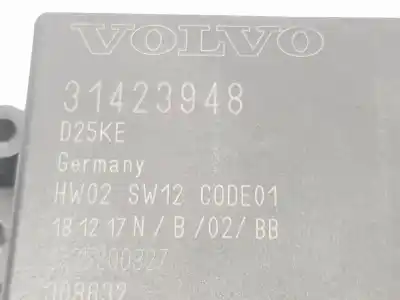 VOLVO
31423948
D25KE
Germany
HW02 SW12 CODE01
18 12 17 N / B / 02 / BB